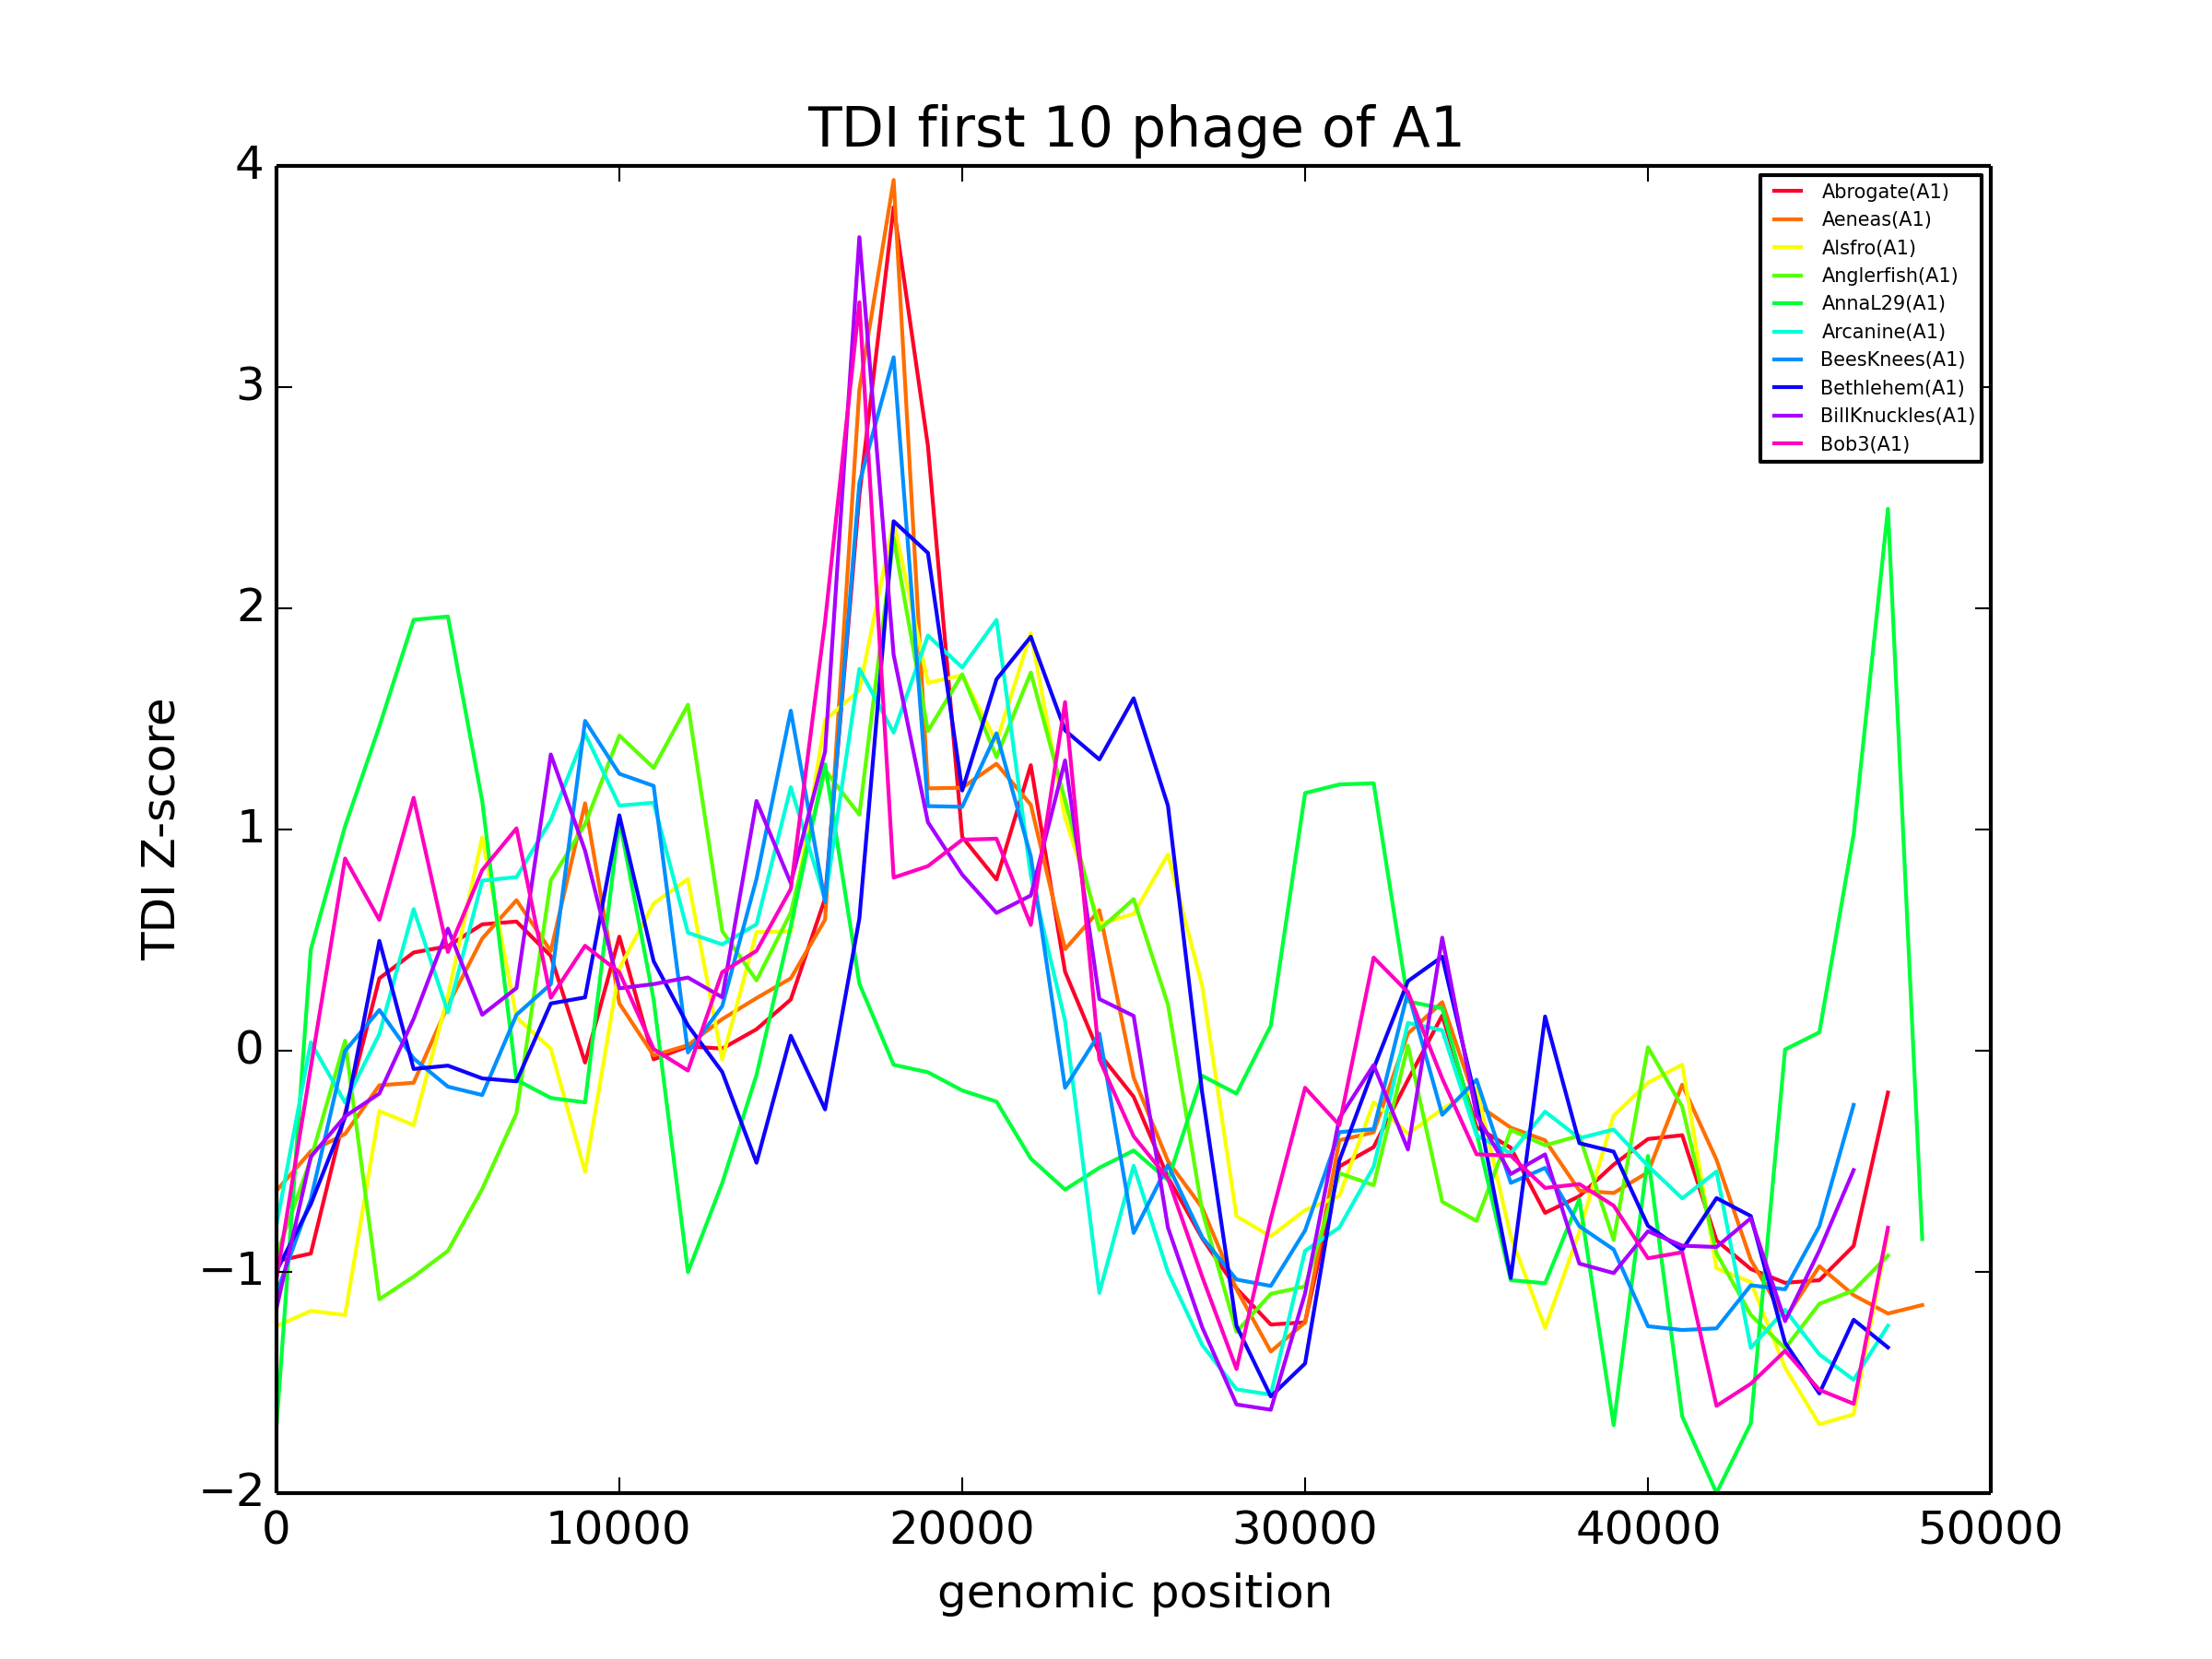 TDI first 10 phage of A1
4
3
2
1
0
−1
−2
TDI Z-score
0 10000 20000 30000 40000 50000
genomic position
Abrogate(A1)
Aeneas(A1)
Alsfro(A1)
Anglerfish(A1)
AnnaL29(A1)
Arcanine(A1)
BeesKnees(A1)
Bethlehem(A1)
BillKnuckles(A1)
Bob3(A1)